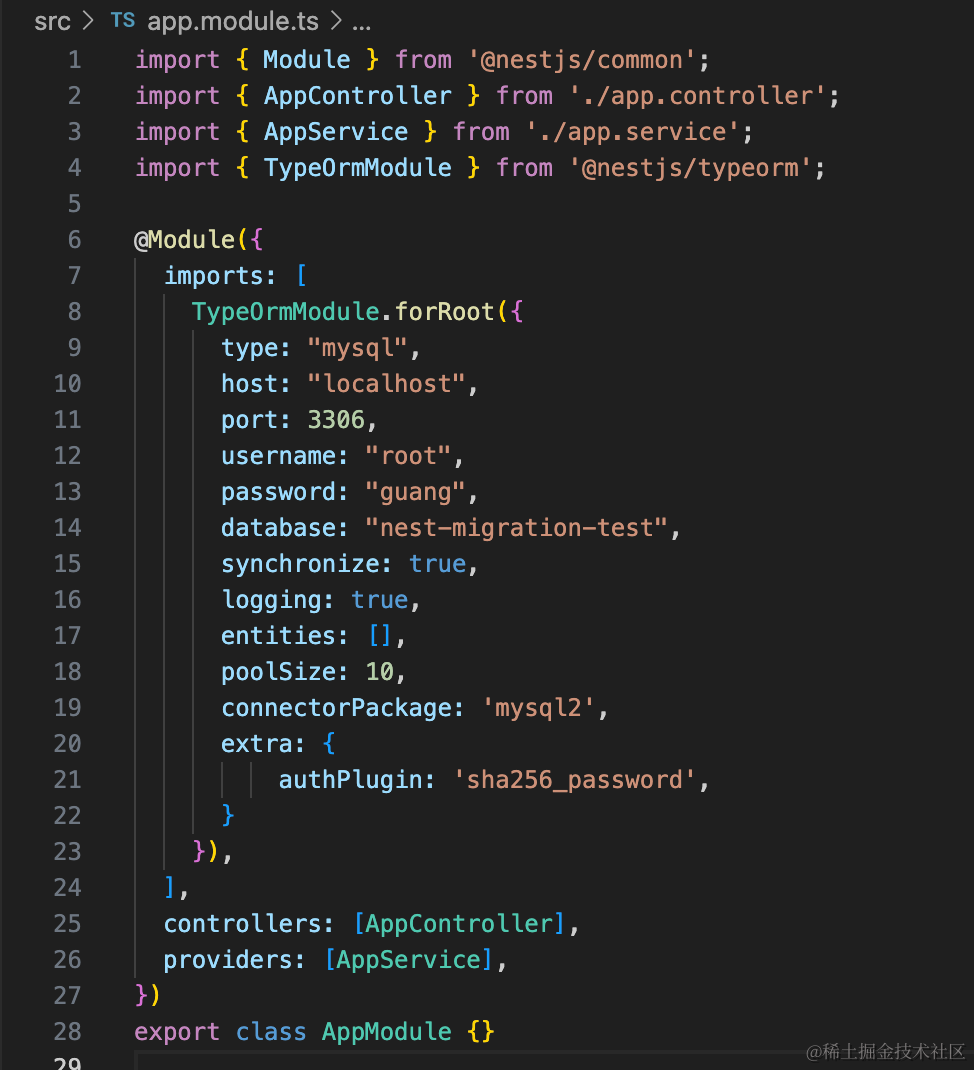 src > TS app.module.ts > ...
1 import { Module } from '@nestjs/common';
2 import { AppController } from './app.controller';
3 import { AppService } from './app.service';
4 import { TypeOrmModule } from '@nestjs/typeorm';
5
6 @Module({
7 imports: [
8 TypeOrmModule.forRoot({
9 type: "mysql",
10 host: "localhost",
11 port: 3306,
12 username: "root",
13 password: "guang",
14 database: "nest-migration-test",
15 synchronize: true,
16 logging: true,
17 entities: [],
18 poolSize: 10,
19 connectorPackage: 'mysql2',
20 extra: {
21 authPlugin: 'sha256_password',
22 }
23 }),
24 ],
25 controllers: [AppController],
26 providers: [AppService],
27 })
28 export class AppModule {}
29
@稀土掘金技术社区